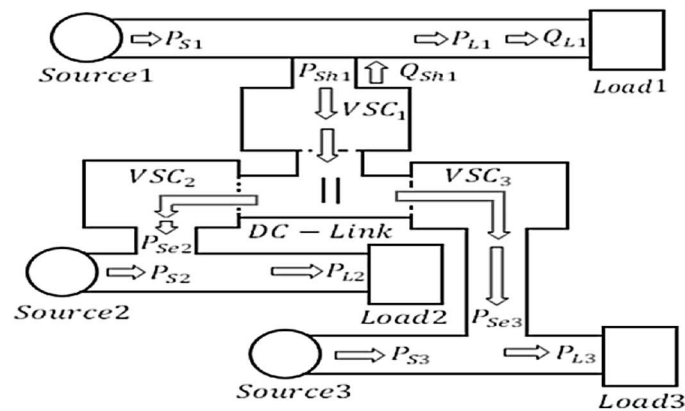 P_S1
P_L1
Q_L1
Source1
Load1
P_Sh1
Q_Sh1
VSC_1
VSC_2
VSC_3
DC-Link
P_Se2
P_S2
P_L2
Source2
Load2
P_Se3
P_S3
P_L3
Source3
Load3